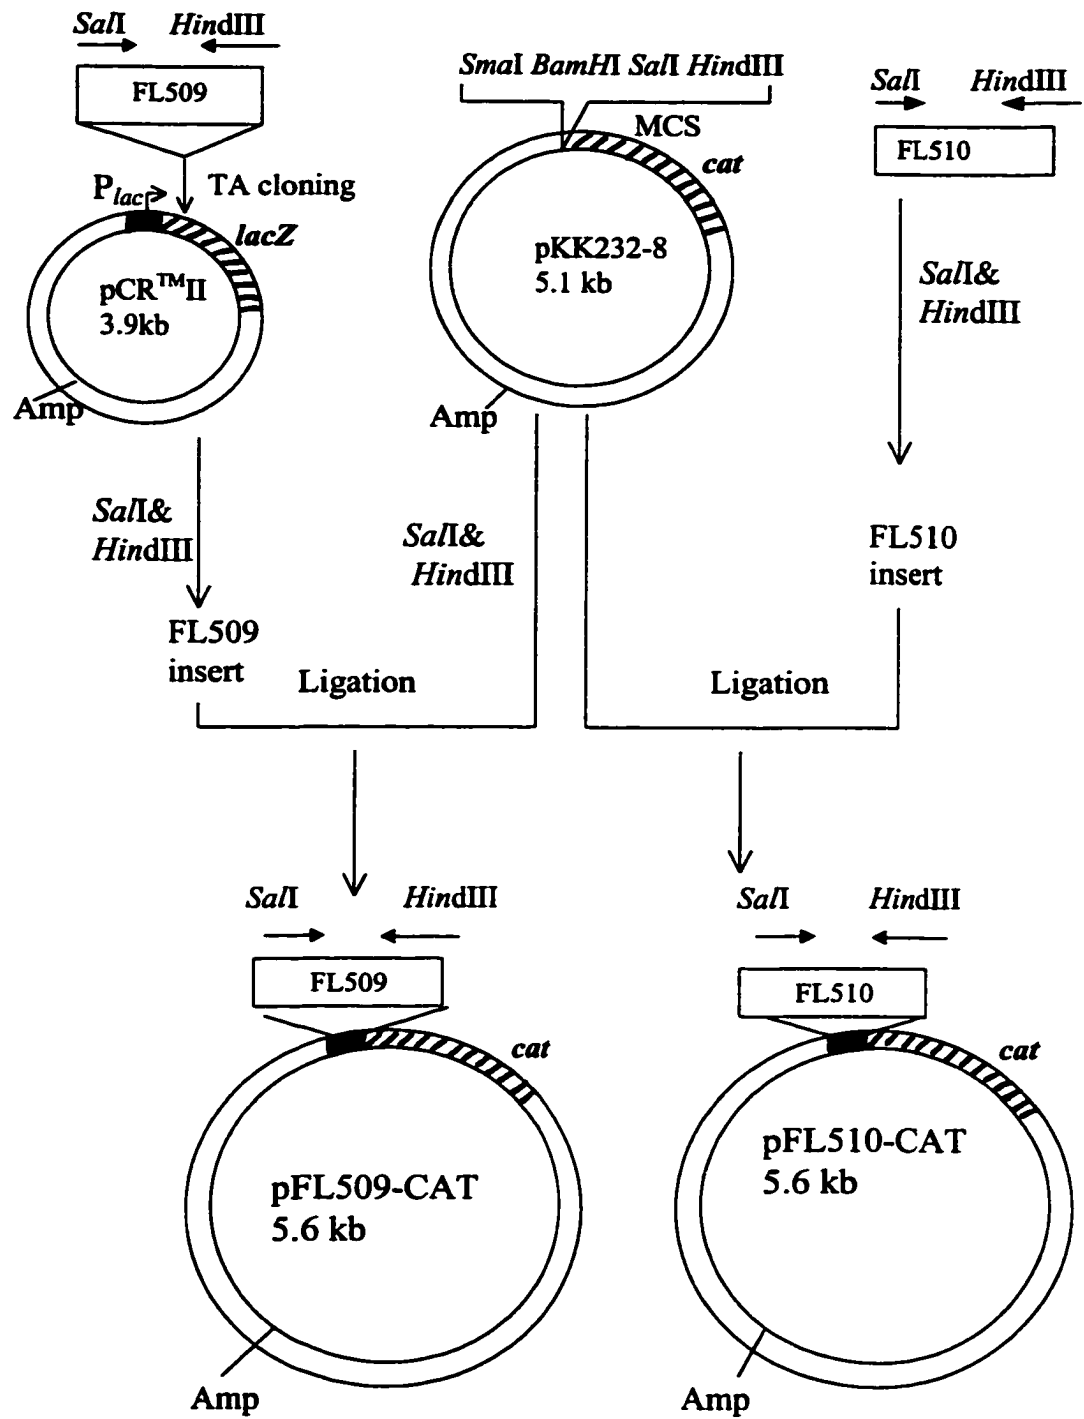 SalI HindIII
FL509
TA cloning
Plac
lacZ
pCR™II
3.9kb
Amp
SmaI BamHI SalI HindIII
MCS
cat
pKK232-8
5.1 kb
Amp
SalI HindIII
FL510
SalI&
HindIII
SalI&
HindIII
SalI&
HindIII
FL510
insert
FL509
insert
Ligation
Ligation
SalI HindIII
FL509
cat
pFL509-CAT
5.6 kb
Amp
SalI HindIII
FL510
cat
pFL510-CAT
5.6 kb
Amp